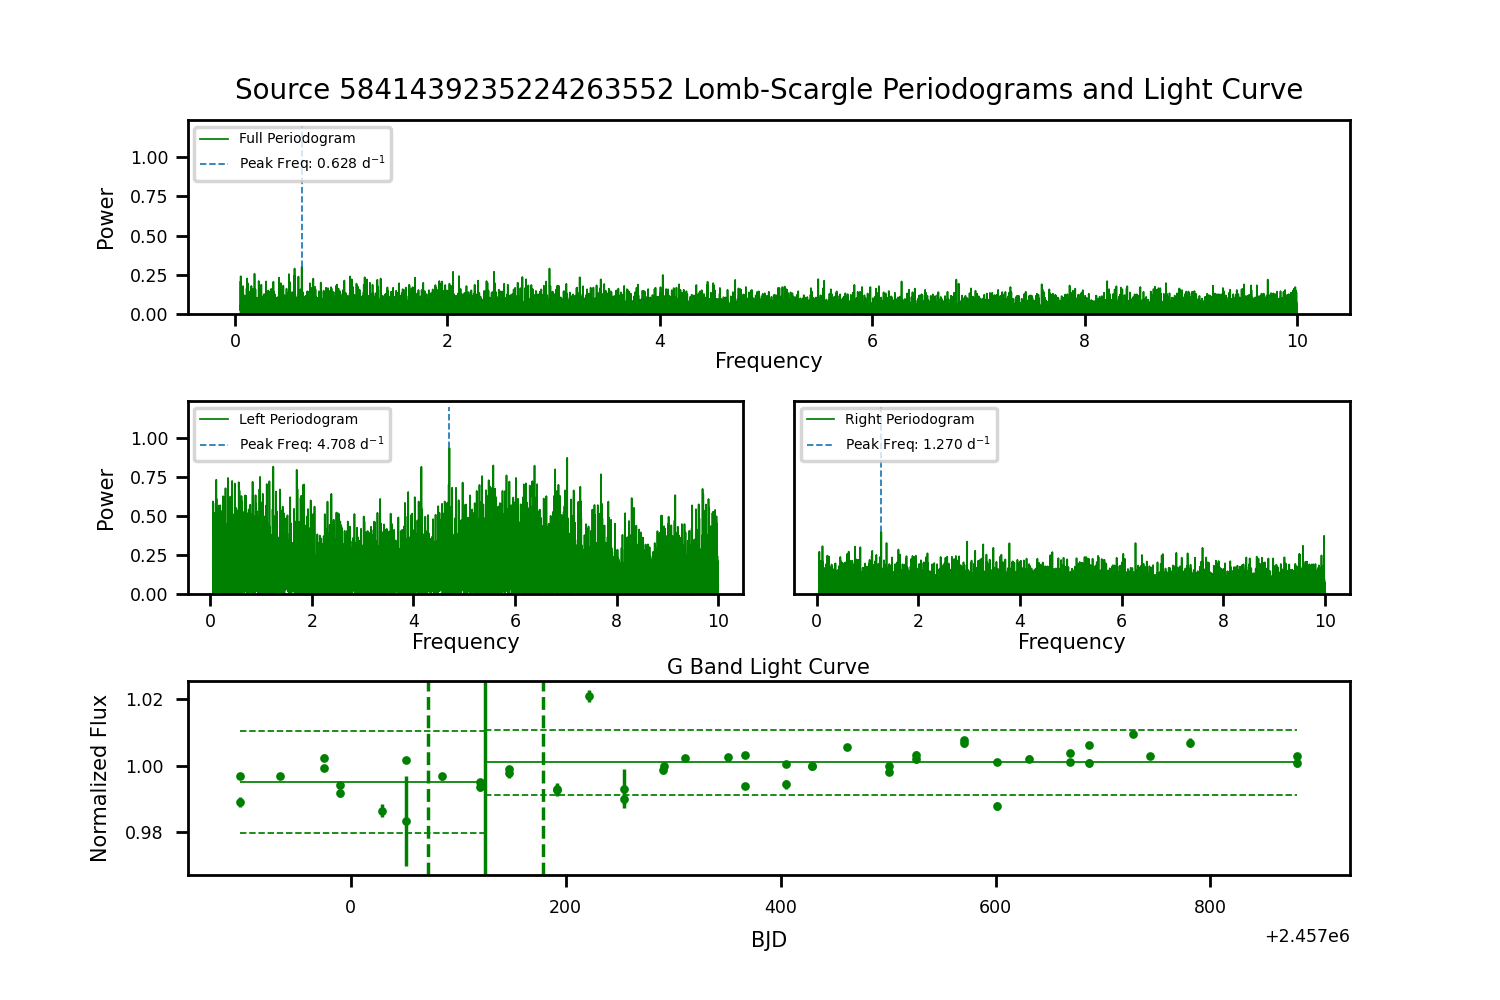 Source 5841439235224263552 Lomb-Scargle Periodograms and Light Curve
Full Periodogram
Peak Freq: 0.628 d⁻¹
Power
1.00
0.75
0.50
0.25
0.00
0 2 4 6 8 10
Frequency
Left Periodogram
Peak Freq: 4.708 d⁻¹
Power
1.00
0.75
0.50
0.25
0.00
0 2 4 6 8 10
Frequency
Right Periodogram
Peak Freq: 1.270 d⁻¹
0 2 4 6 8 10
Frequency
G Band Light Curve
Normalized Flux
1.02
1.00
0.98
0 200 400 600 800
BJD
+2.457e6